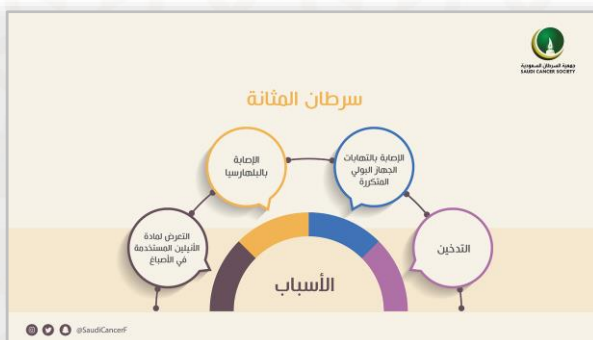 جمعية السرطان السعودية
SAUDI CANCER SOCIETY
سرطان المثانة
التدخين
الإصابة بالتهابات
الجهاز البولي
المتكررة
الإصابة
بالبلهارسيا
التعرض لمادة
الأنيلين المستخدمة
في الأصباغ
الأسباب
@SaudiCancerF